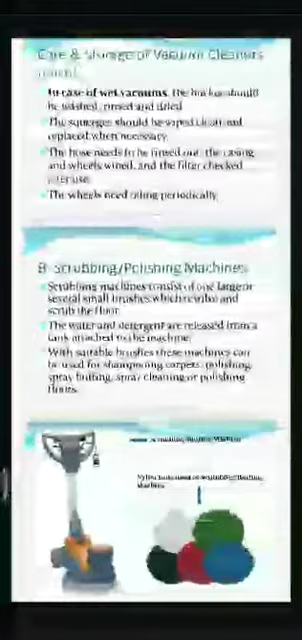 Care & Storage of Vacuum Cleaners
In case of wet vacuums, the bucket should
be washed, rinsed and dried
The squeegee should be wiped clean and
replaced when necessary.
The hose needs to be rinsed out, the casing
and wheels wiped, and the filter checked
after use.
The wheels need oiling periodically
B. Scrubbing/Polishing Machines
Scrubbing machines consist of one large or
several small brushes which rotate and
scrub the floor.
The water and detergent are released from a
tank attached to the machine.
With suitable brushes these machines can
be used for shampooing carpets, polishing,
spray buffing, spray cleaning or polishing
floors.